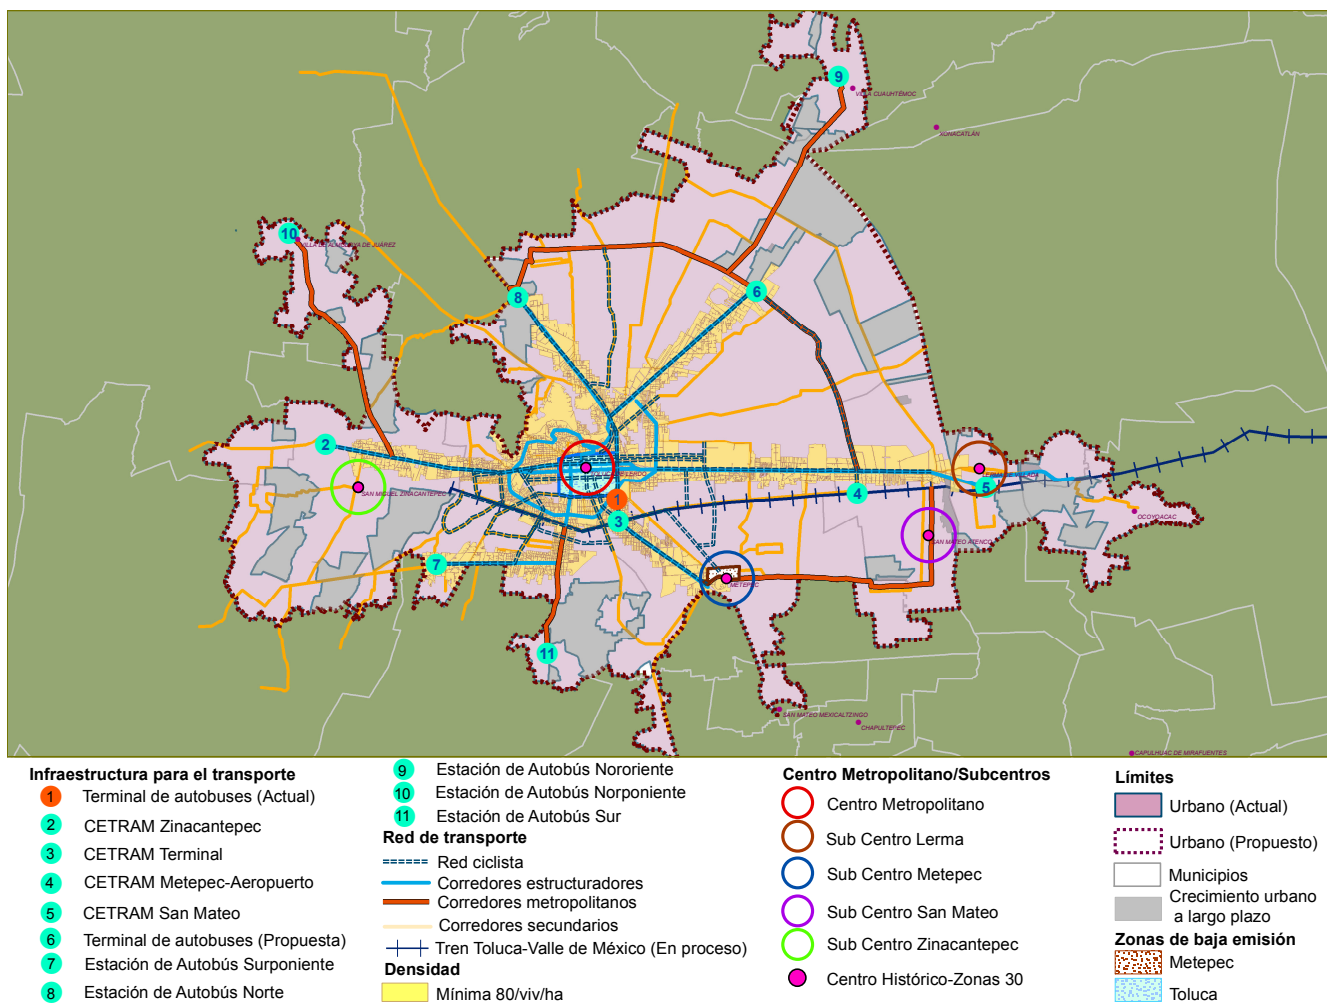 9
VILLA CUAUHTÉMOC
XONACATLÁN
10
VILLA DE ALMOLOYA DE JUÁREZ
8
6
2
SAN MIGUEL ZINACANTEPEC
1
3
4
5
SAN MATEO ATENCO
OCOYOACAC
7
METEPEC
11
SAN MATEO MEXICALTZINGO
CHAPULTEPEC
CAPULHUAC DE MIRAFUENTES
Infraestructura para el transporte
1 Terminal de autobuses (Actual)
2 CETRAM Zinacantepec
3 CETRAM Terminal
4 CETRAM Metepec-Aeropuerto
5 CETRAM San Mateo
6 Terminal de autobuses (Propuesta)
7 Estación de Autobús Surponiente
8 Estación de Autobús Norte
9 Estación de Autobús Nororiente
10 Estación de Autobús Norponiente
11 Estación de Autobús Sur
Red de transporte
Red ciclista
Corredores estructuradores
Corredores metropolitanos
Corredores secundarios
Tren Toluca-Valle de México (En proceso)
Densidad
Mínima 80/viv/ha
Centro Metropolitano/Subcentros
Centro Metropolitano
Sub Centro Lerma
Sub Centro Metepec
Sub Centro San Mateo
Sub Centro Zinacantepec
Centro Histórico-Zonas 30
Límites
Urbano (Actual)
Urbano (Propuesto)
Municipios
Crecimiento urbano
a largo plazo
Zonas de baja emisión
Metepec
Toluca